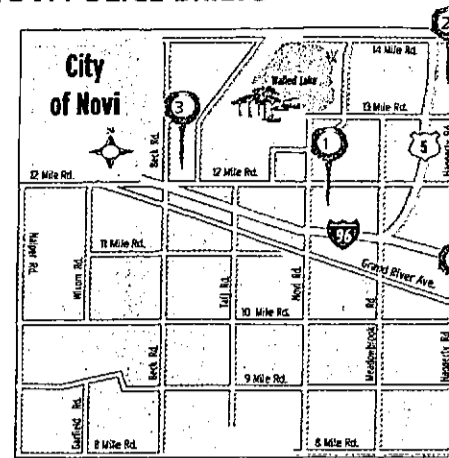 2
City
of Novi
14 Mile Rd.
Walled Lake
3
13 Mile Rd.
Beck Rd.
1
5
12 Mile Rd.
12 Mile Rd.
96
11 Mile Rd.
Grand River Ave.
Napier Rd.
Wixom Rd.
Taft Rd.
Novi Rd.
Rd.
10 Mile Rd.
Beck Rd.
Meadowbrook
Haggerty Rd.
9 Mile Rd.
Garfield Rd.
8 Mile Rd.
8 Mile Rd.